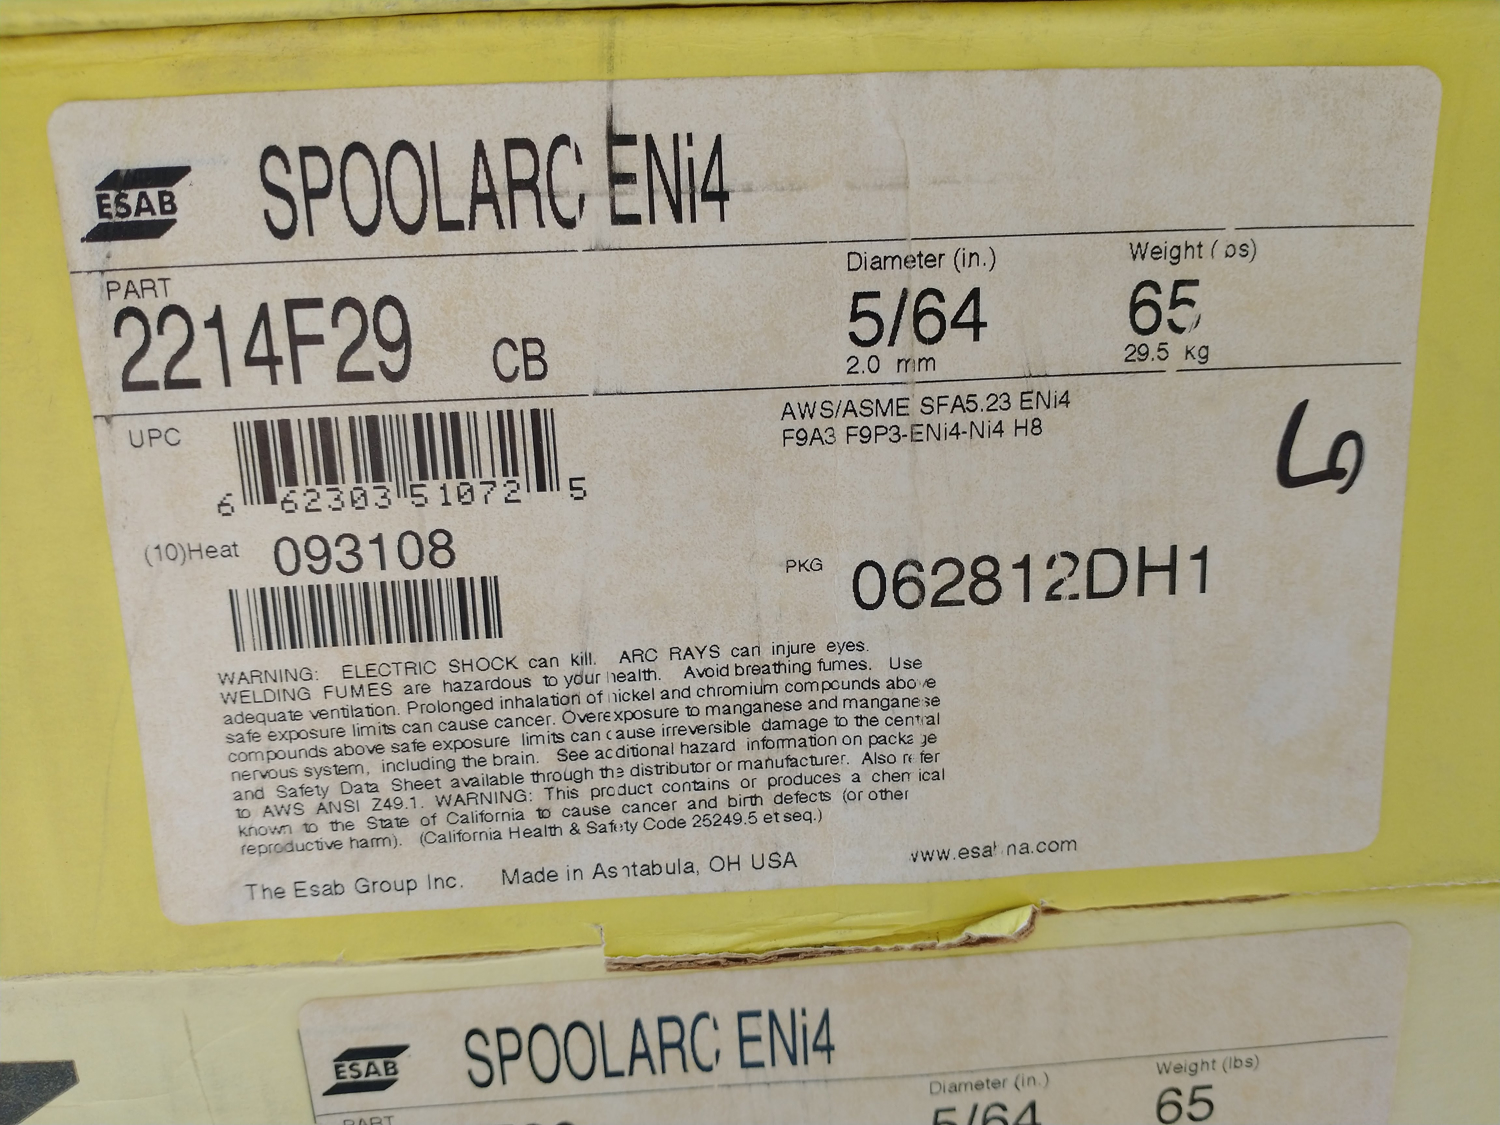 ESAB SPOOLARC ENi4
PART
2214F29 CB
Diameter (in.)
5/64
2.0 mm
Weight (lbs)
65
29.5 kg
UPC
6 62303 51072 5
AWS/ASME SFA5.23 ENi4
F9A3 F9P3-ENi4-Ni4 H8
6
(10)Heat 093108
PKG 062812DH1
WARNING: ELECTRIC SHOCK can kill. ARC RAYS can injure eyes.
WELDING FUMES are hazardous to your health. Avoid breathing fumes. Use
adequate ventilation. Prolonged inhalation of nickel and chromium compounds above
safe exposure limits can cause cancer. Overexposure to manganese and manganese
compounds above safe exposure limits can cause irreversible damage to the central
nervous system, including the brain. See additional hazard information on package
and Safety Data Sheet available through the distributor or manufacturer. Also refer
to AWS ANSI Z49.1. WARNING: This product contains or produces a chemical
known to the State of California to cause cancer and birth defects (or other
reproductive harm). (California Health & Safety Code 25249.5 et seq.)
The Esab Group Inc. Made in Ashtabula, OH USA
www.esabna.com
ESAB SPOOLARC ENi4
PART
Diameter (in.)
5/64
Weight (lbs)
65